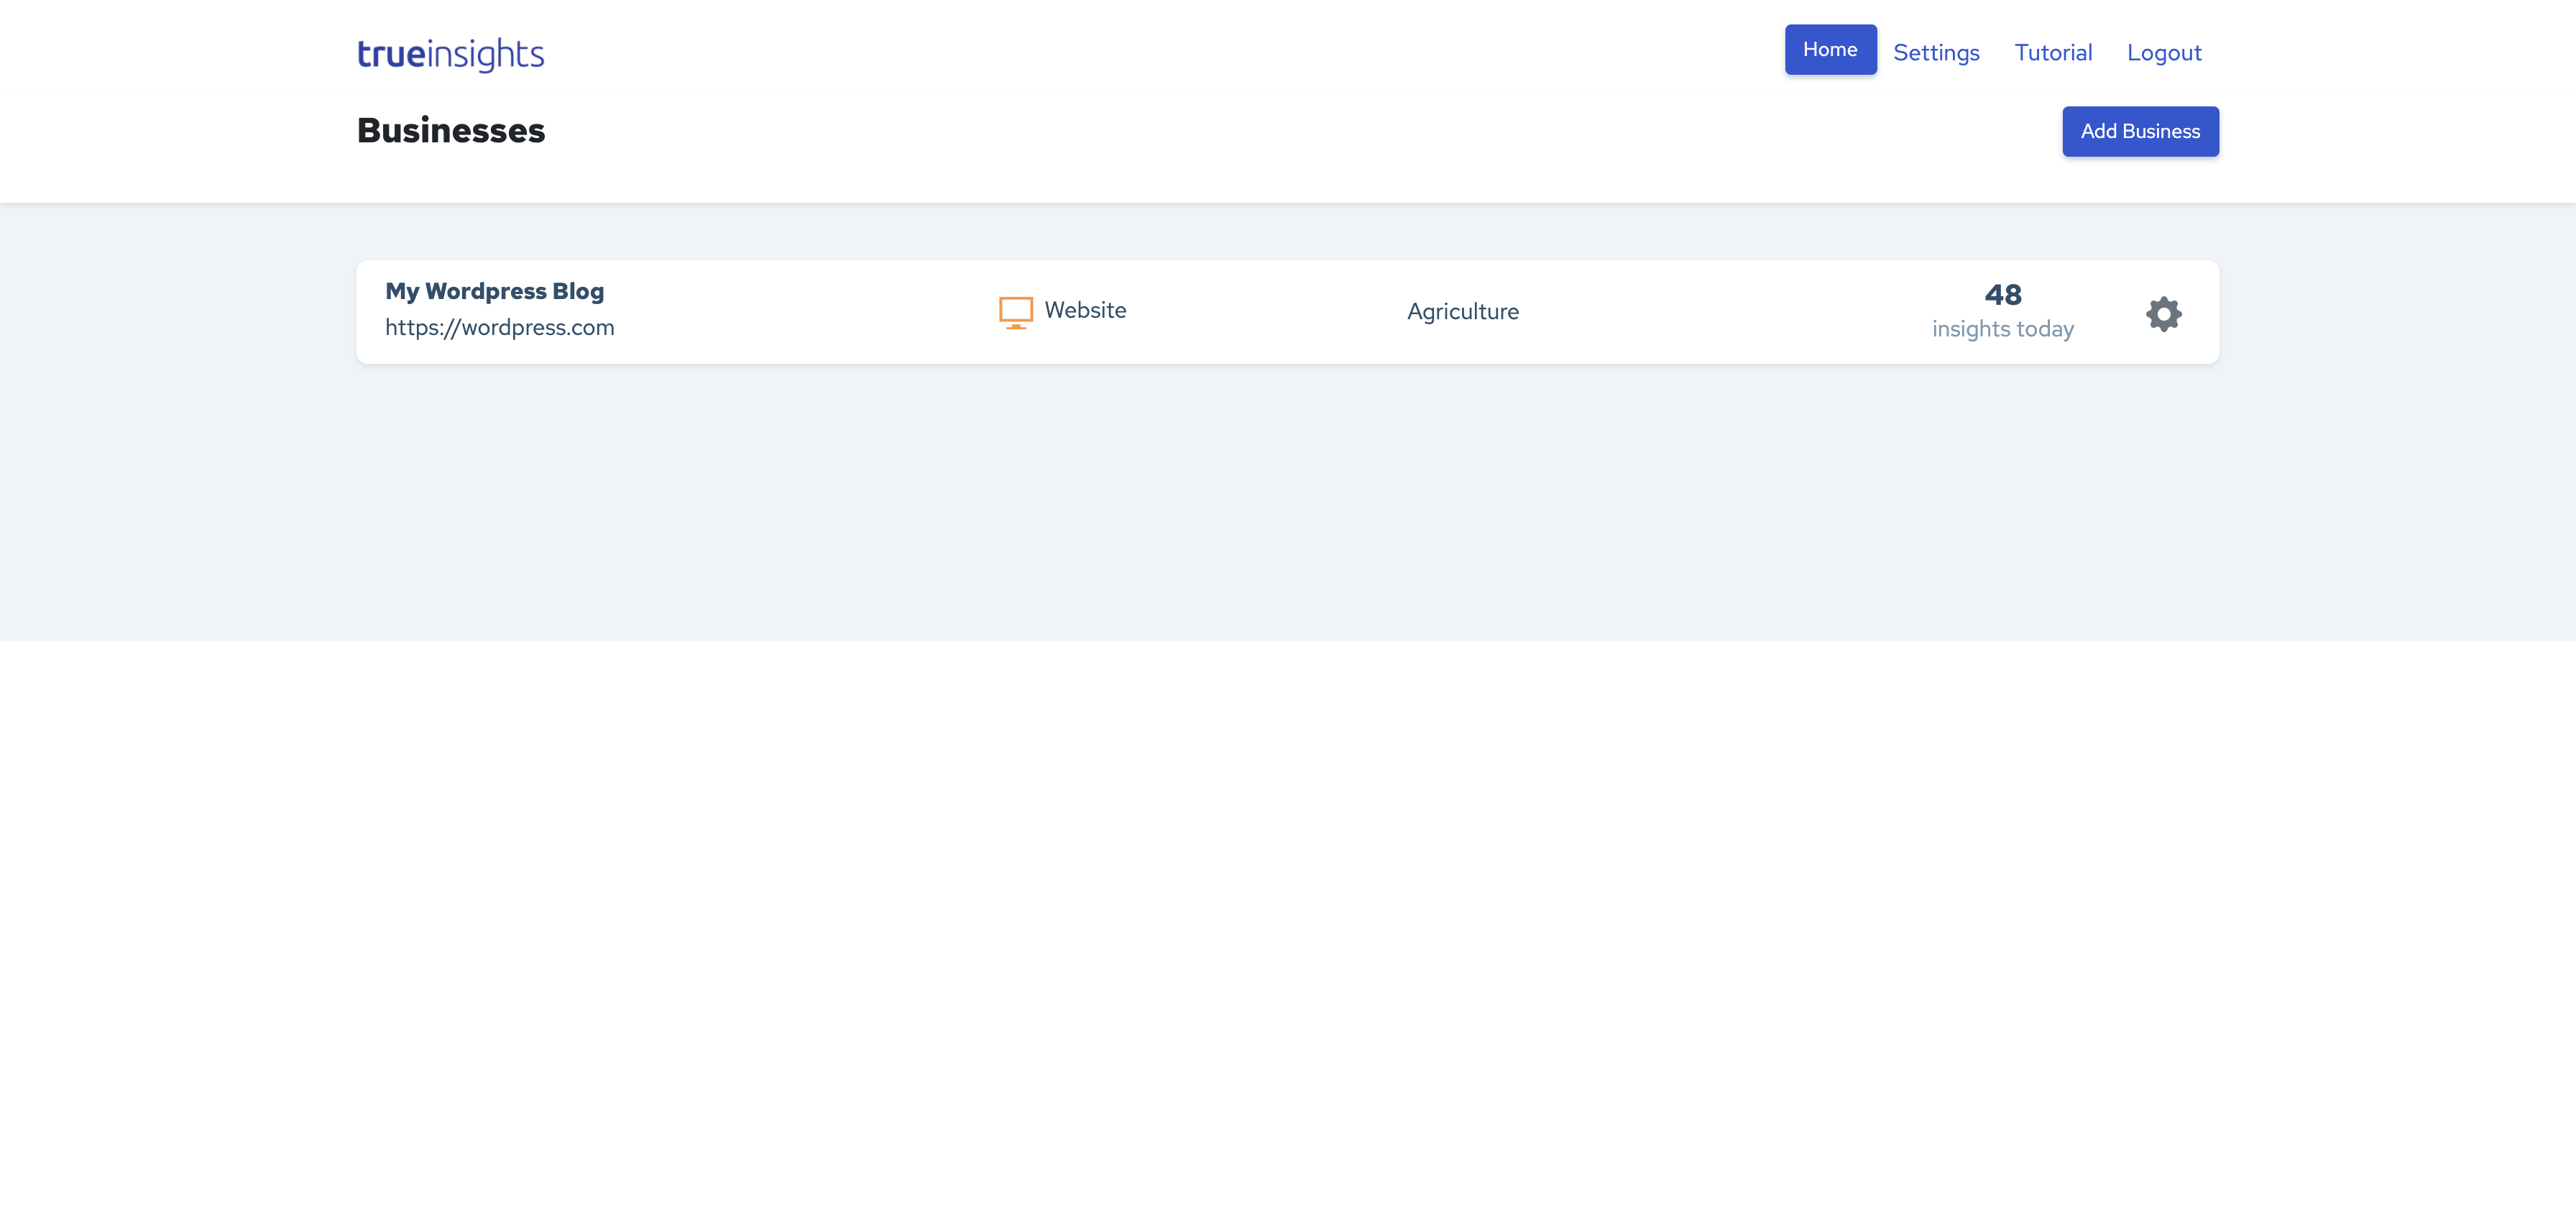 trueinsights
Home Settings Tutorial Logout
Businesses
Add Business
My Wordpress Blog
https://wordpress.com
Website
Agriculture
48
insights today